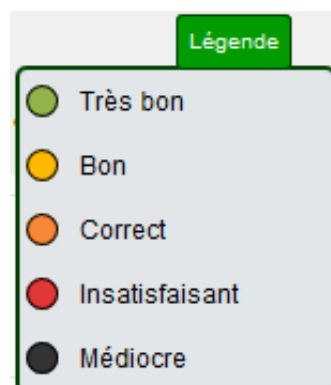 Légende
Très bon
Bon
Correct
Insatisfaisant
Médiocre